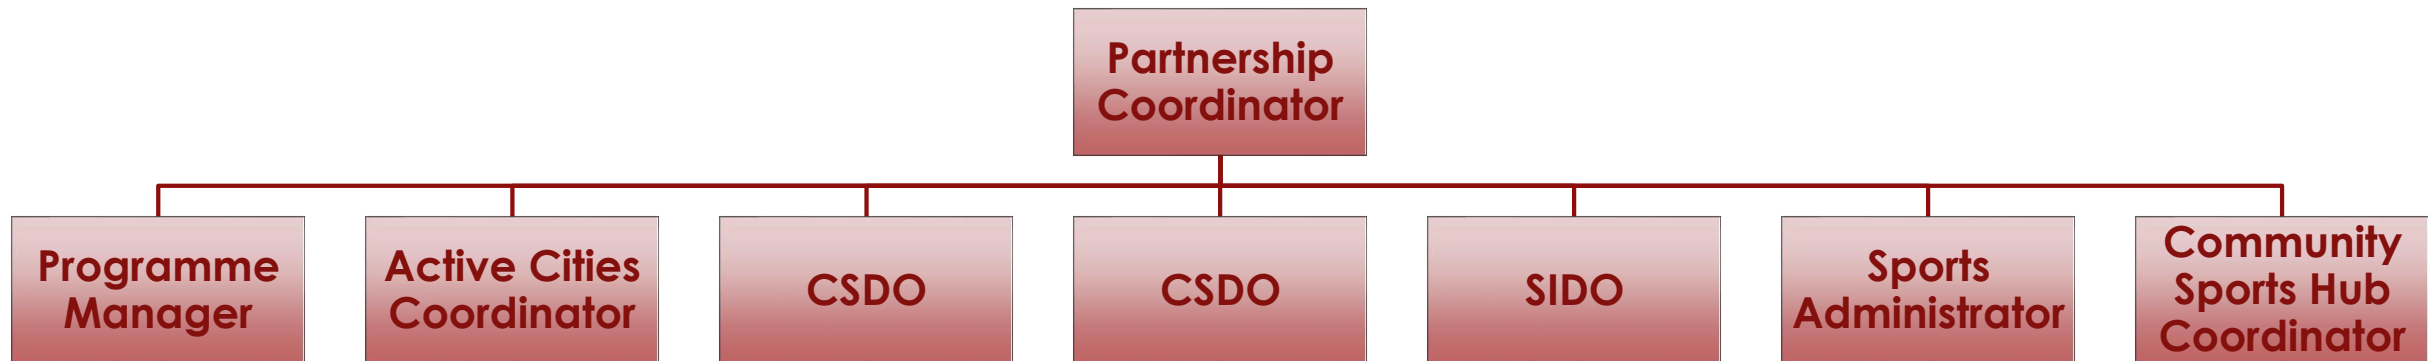 Partnership
Coordinator
Programme
Manager
Active Cities
Coordinator
CSDO
CSDO
SIDO
Sports
Administrator
Community
Sports Hub
Coordinator